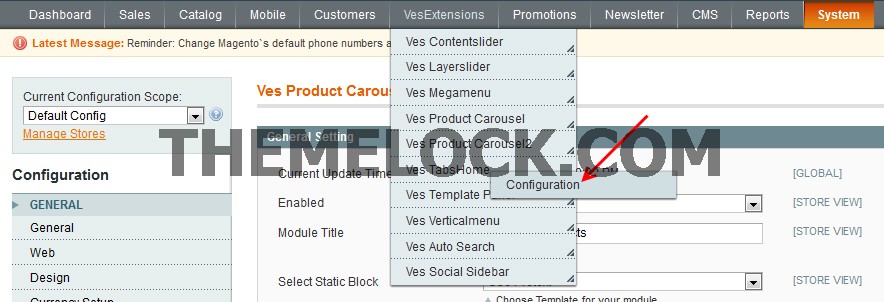 Dashboard Sales Catalog Mobile Customers VesExtensions Promotions Newsletter CMS Reports System
Latest Message: Reminder: Change Magento`s default phone numbers a
Ves Contentslider
Ves Layerslider
Ves Megamenu
Ves Product Carousel
Ves Product Carousel2
Ves TabsHome
Configuration
Ves Template
Ves Verticalmenu
Ves Auto Search
Ves Social Sidebar
Current Configuration Scope:
Default Config
Manage Stores
Configuration
GENERAL
General
Web
Design
Currency Setup
Ves Product Carous
General Setting
Current Update Time [GLOBAL]
Enabled [STORE VIEW]
Module Title [STORE VIEW]
Select Static Block [STORE VIEW]
Choose Template for your module
THEMELOCK.COM